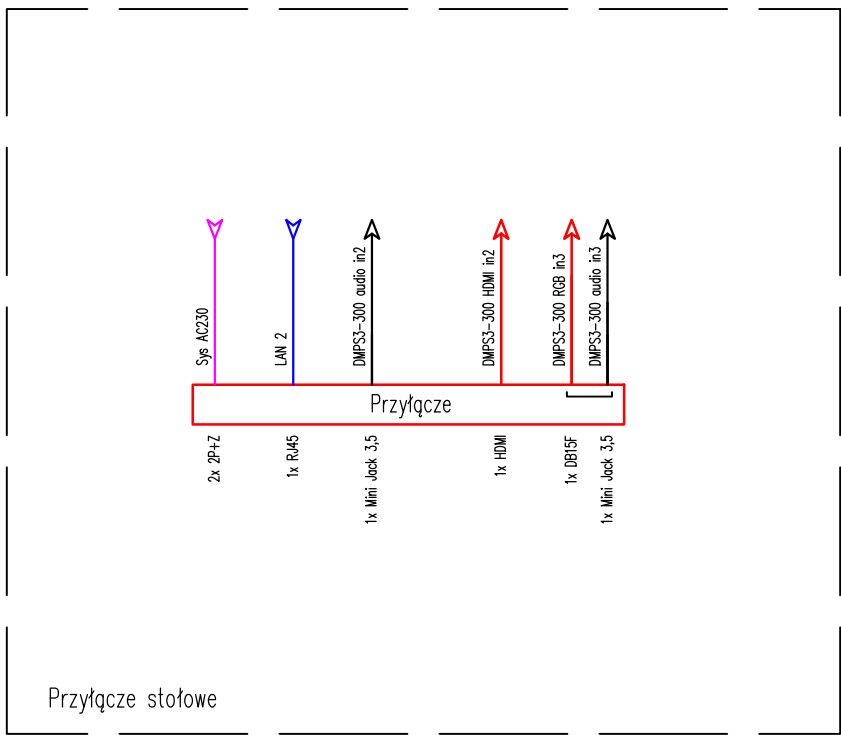 Sys AC230
LAN 2
DMPS3-300 audio in2
DMPS3-300 HDMI in2
DMPS3-300 RGB in3
DMPS3-300 audio in3
Przyłącze
2x 2P+Z
1x RJ45
1x Mini Jack 3,5
1x HDMI
1x DB15F
1x Mini Jack 3,5
Przyłącze stołowe